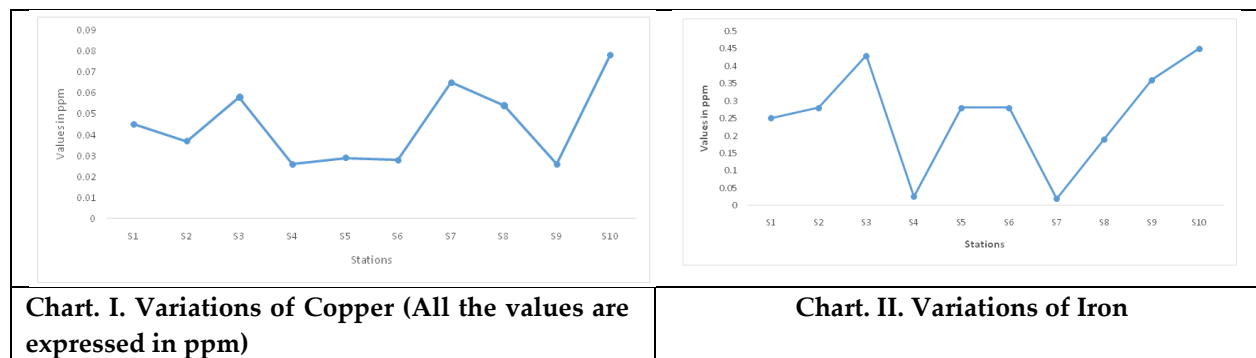 0.09
0.08
0.07
0.06
0.05
0.04
0.03
0.02
0.01
0
Values in ppm
S1 S2 S3 S4 S5 S6 S7 S8 S9 S10
Stations
0.5
0.45
0.4
0.35
0.3
0.25
0.2
0.15
0.1
0.05
0
Values in ppm
S1 S2 S3 S4 S5 S6 S7 S8 S9 S10
Stations
Chart. I. Variations of Copper (All the values are
expressed in ppm)
Chart. II. Variations of Iron